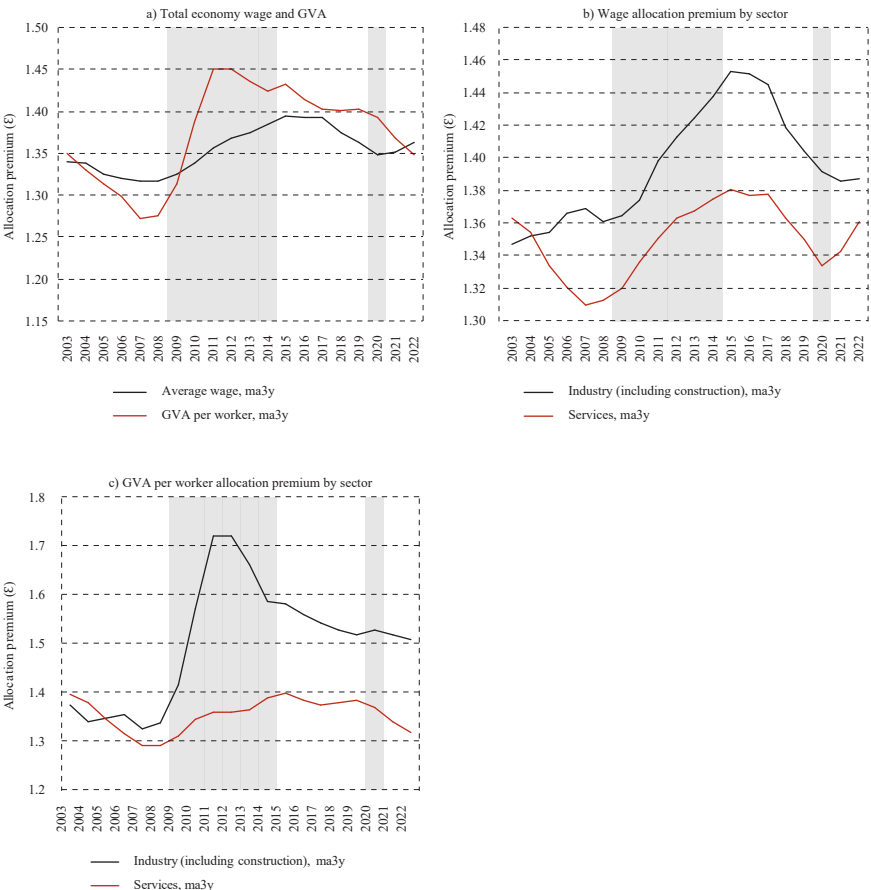 a) Total economy wage and GVA
Allocation premium (Ɛ)
1.50
1.45
1.40
1.35
1.30
1.25
1.20
1.15
2003 2004 2005 2006 2007 2008 2009 2010 2011 2012 2013 2014 2015 2016 2017 2018 2019 2020 2021 2022
Average wage, ma3y
GVA per worker, ma3y
b) Wage allocation premium by sector
Allocation premium (Ɛ)
1.48
1.46
1.44
1.42
1.40
1.38
1.36
1.34
1.32
1.30
2003 2004 2005 2006 2007 2008 2009 2010 2011 2012 2013 2014 2015 2016 2017 2018 2019 2020 2021 2022
Industry (including construction), ma3y
Services, ma3y
c) GVA per worker allocation premium by sector
Allocation premium (Ɛ)
1.8
1.7
1.6
1.5
1.4
1.3
1.2
2003 2004 2005 2006 2007 2008 2009 2010 2011 2012 2013 2014 2015 2016 2017 2018 2019 2020 2021 2022
Industry (including construction), ma3y
Services, ma3y